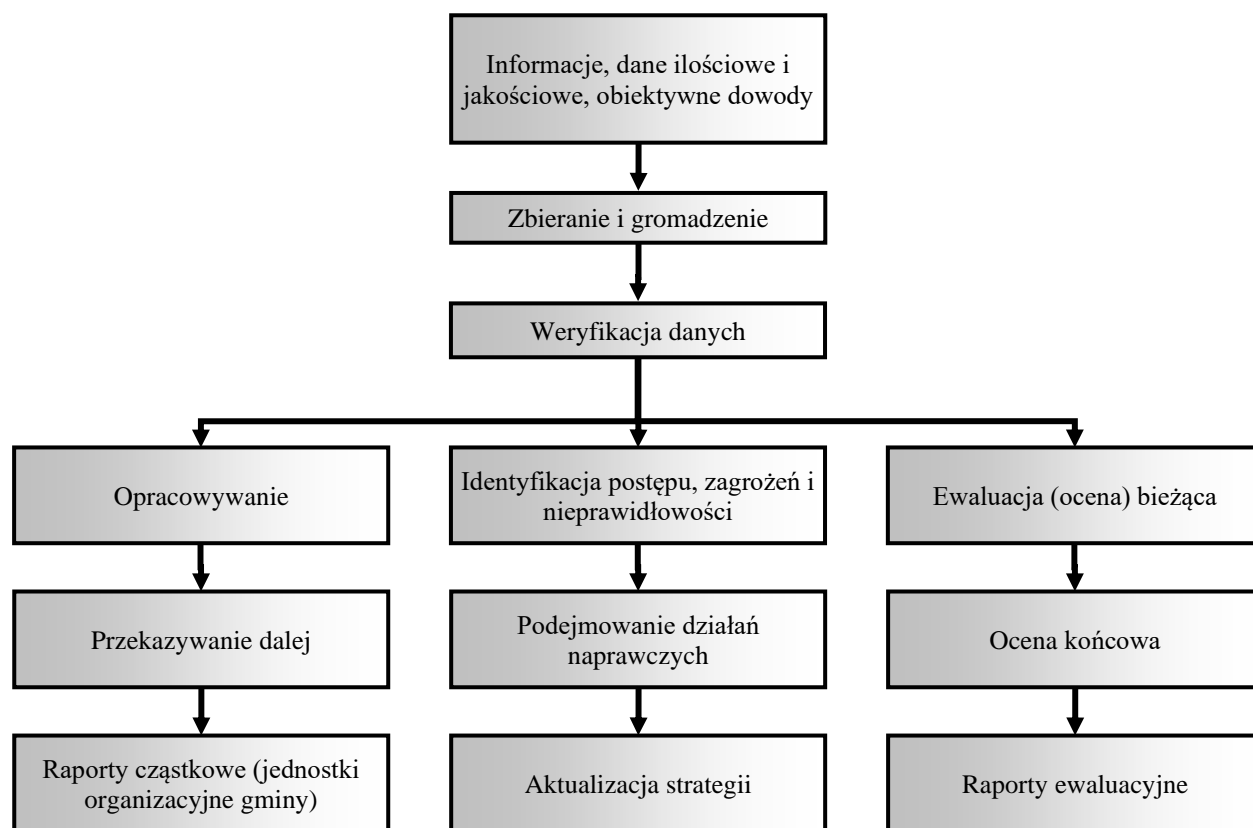 Informacje, dane ilościowe i
jakościowe, obiektywne dowody
Zbieranie i gromadzenie
Weryfikacja danych
Opracowywanie
Identyfikacja postępu, zagrożeń i
nieprawidłowości
Ewaluacja (ocena) bieżąca
Przekazywanie dalej
Podejmowanie działań
naprawczych
Ocena końcowa
Raporty cząstkowe (jednostki
organizacyjne gminy)
Aktualizacja strategii
Raporty ewaluacyjne